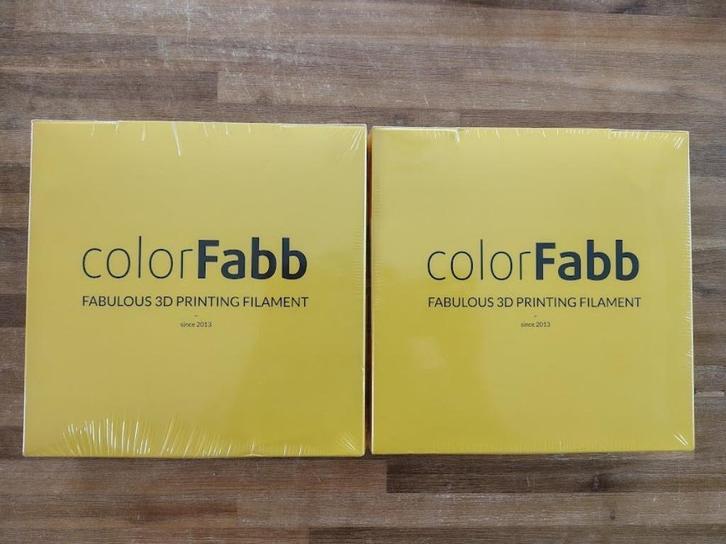 colorFabb
FABULOUS 3D PRINTING FILAMENT
-
since 2013
colorFabb
FABULOUS 3D PRINTING FILAMENT
-
since 2013